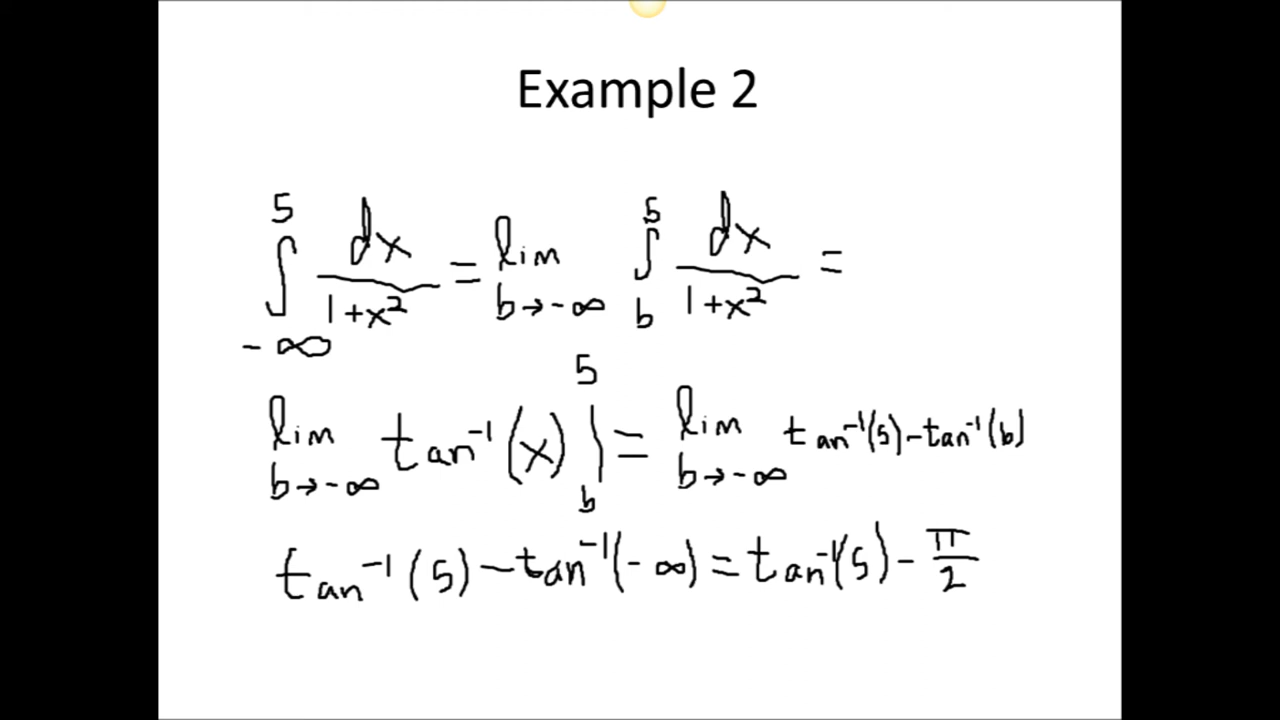 Example 2
∫_{-∞}^{5} dx/(1+x²) = lim_{b→-∞} ∫_{b}^{5} dx/(1+x²) =
lim_{b→-∞} tan⁻¹(x) |_{b}^{5} = lim_{b→-∞} tan⁻¹(5) - tan⁻¹(b)
tan⁻¹(5) - tan⁻¹(-∞) = tan⁻¹(5) - π/2